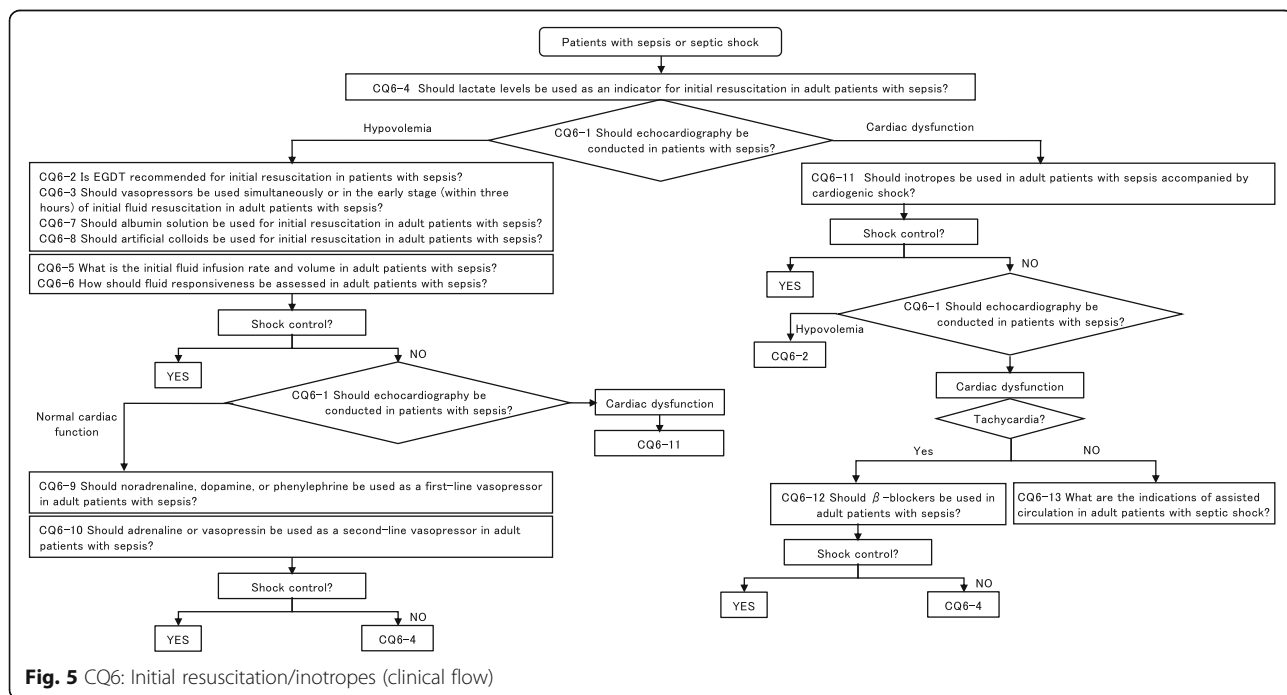 Patients with sepsis or septic shock
CQ6-4 Should lactate levels be used as an indicator for initial resuscitation in adult patients with sepsis?
Hypovolemia
CQ6-1 Should echocardiography be
conducted in patients with sepsis?
Cardiac dysfunction
CQ6-2 Is EGDT recommended for initial resuscitation in patients with sepsis?
CQ6-3 Should vasopressors be used simultaneously or in the early stage (within three
hours) of initial fluid resuscitation in adult patients with sepsis?
CQ6-7 Should albumin solution be used for initial resuscitation in adult patients with sepsis?
CQ6-8 Should artificial colloids be used for initial resuscitation in adult patients with sepsis?
CQ6-5 What is the initial fluid infusion rate and volume in adult patients with sepsis?
CQ6-6 How should fluid responsiveness be assessed in adult patients with sepsis?
Shock control?
YES
NO
CQ6-1 Should echocardiography be
conducted in patients with sepsis?
Normal cardiac
function
Cardiac dysfunction
CQ6-11
CQ6-9 Should noradrenaline, dopamine, or phenylephrine be used as a first-line vasopressor
in adult patients with sepsis?
CQ6-10 Should adrenaline or vasopressin be used as a second-line vasopressor in adult
patients with sepsis?
Shock control?
YES
NO
CQ6-4
CQ6-11 Should inotropes be used in adult patients with sepsis accompanied by
cardiogenic shock?
Shock control?
YES
NO
CQ6-1 Should echocardiography be
conducted in patients with sepsis?
Hypovolemia
CQ6-2
Cardiac dysfunction
Tachycardia?
Yes
NO
CQ6-12 Should β-blockers be used in
adult patients with sepsis?
CQ6-13 What are the indications of assisted
circulation in adult patients with septic shock?
Shock control?
YES
NO
CQ6-4
Fig. 5 CQ6: Initial resuscitation/inotropes (clinical flow)